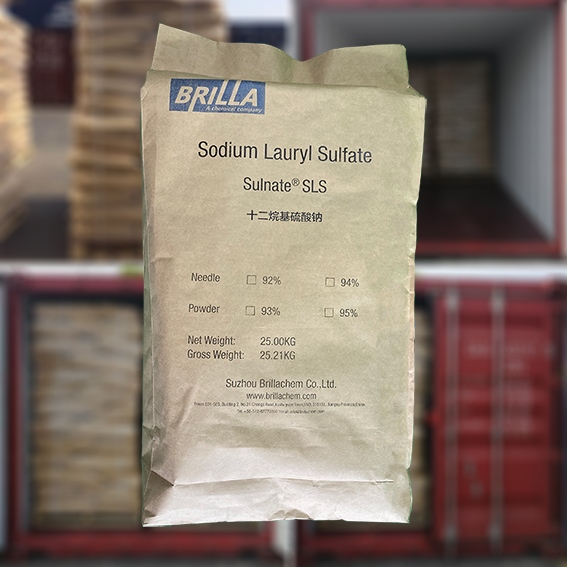 BRILLA
A chemical company
Sodium Lauryl Sulfate
Sulnate® SLS
十二烷基硫酸钠
Needle ☐ 92% ☐ 94%
Powder ☐ 93% ☐ 95%
Net Weight: 25.00KG
Gross Weight: 25.21KG
Suzhou Brillachem Co.,Ltd.
www.brillachem.com